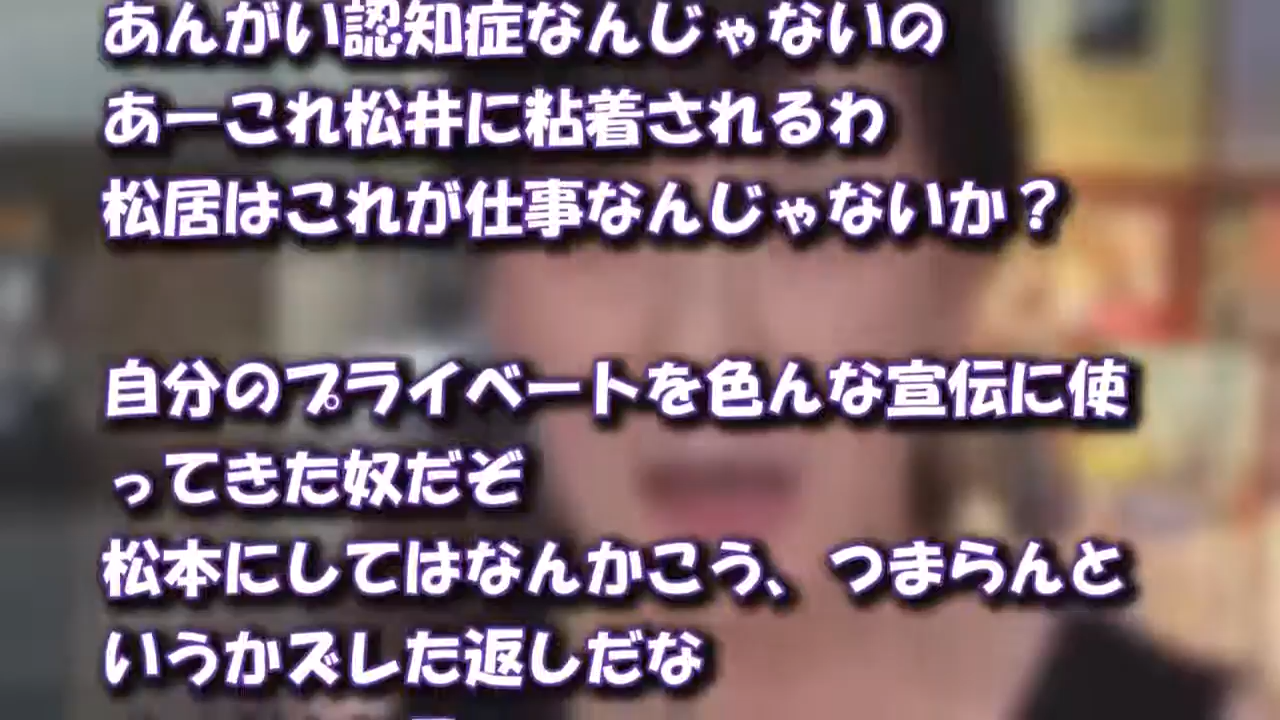 あんがい認知症なんじゃないの
あーこれ松井に粘着されるわ
松居はこれが仕事なんじゃないか？
自分のプライベートを色んな宣伝に使
ってきた奴だぞ
松本にしてはなんかこう、つまらんと
いうかズレた返しだな